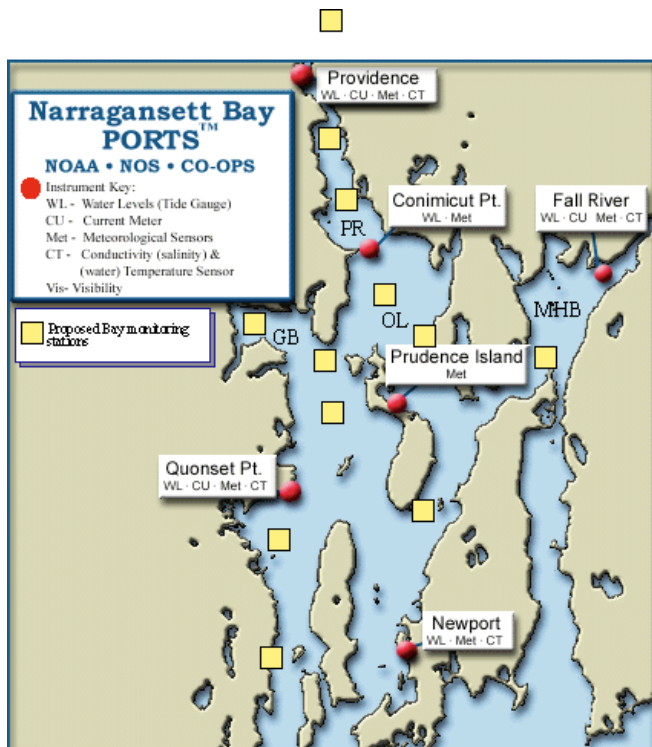 Providence
WL · CU · Met · CT
Narragansett Bay
PORTS™
NOAA • NOS • CO-OPS
Instrument Key:
WL - Water Levels (Tide Gauge)
CU - Current Meter
Met - Meteorological Sensors
CT - Conductivity (salinity) &
(water) Temperature Sensor
Vis- Visibility
Conimicut Pt.
WL · Met
Fall River
WL · CU Met · CT
PR
OL
MHB
GB
Proposed Bay monitoring
stations
Prudence Island
Met
Quonset Pt.
WL · CU · Met · CT
Newport
WL · Met · CT